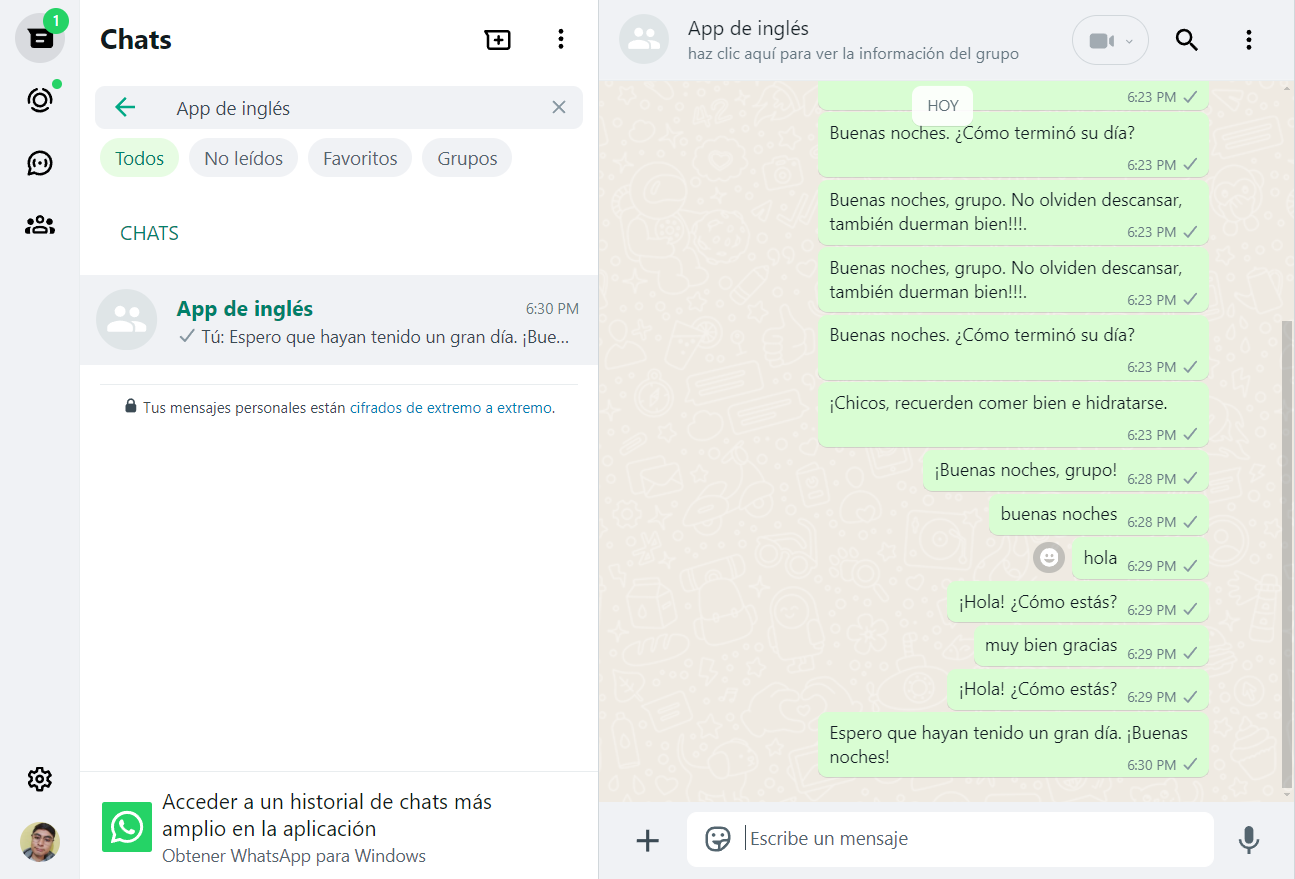 1
Chats
App de inglés
Todos
No leídos
Favoritos
Grupos
CHATS
App de inglés
6:30 PM
Tú: Espero que hayan tenido un gran día. ¡Bue...
Tus mensajes personales están cifrados de extremo a extremo.
Acceder a un historial de chats más
amplio en la aplicación
Obtener WhatsApp para Windows
App de inglés
haz clic aquí para ver la información del grupo
6:23 PM
HOY
Buenas noches. ¿Cómo terminó su día?
6:23 PM
Buenas noches, grupo. No olviden descansar,
también duerman bien!!!.
6:23 PM
Buenas noches, grupo. No olviden descansar,
también duerman bien!!!.
6:23 PM
Buenas noches. ¿Cómo terminó su día?
6:23 PM
¡Chicos, recuerden comer bien e hidratarse.
6:23 PM
¡Buenas noches, grupo! 6:28 PM
buenas noches 6:28 PM
hola 6:29 PM
¡Hola! ¿Cómo estás? 6:29 PM
muy bien gracias 6:29 PM
¡Hola! ¿Cómo estás? 6:29 PM
Espero que hayan tenido un gran día. ¡Buenas
noches!
6:30 PM
Escribe un mensaje